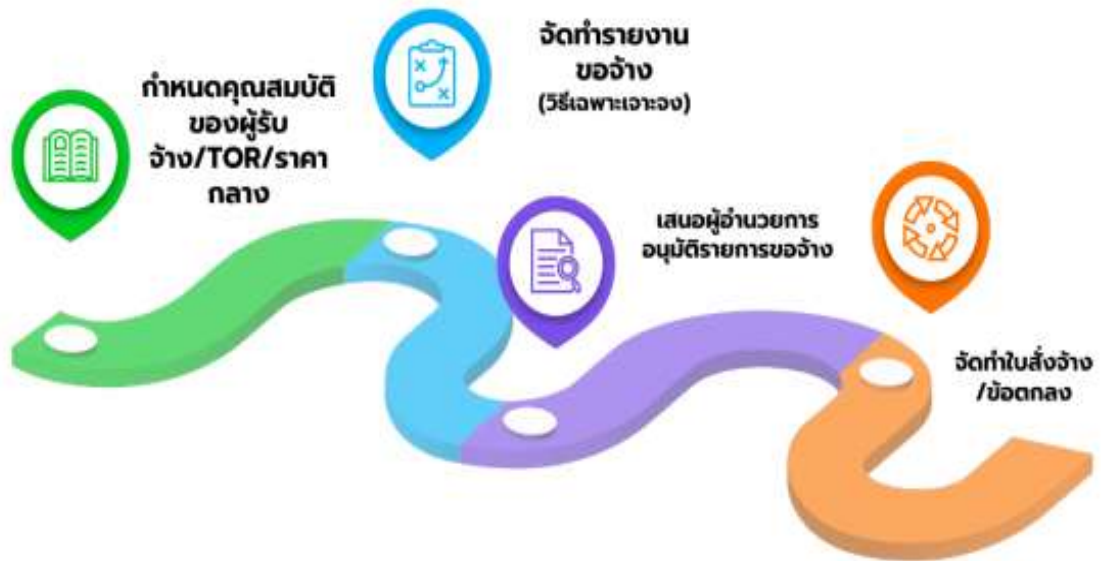 กำหนดคุณสมบัติ
ของผู้รับ
จ้าง/TOR/ราคา
กลาง
จัดทำรายงาน
ขอจ้าง
(วิธีเฉพาะเจาะจง)
เสนอผู้อำนวยการ
อนุมัติรายการขอจ้าง
จัดทำใบสั่งจ้าง
/ข้อตกลง